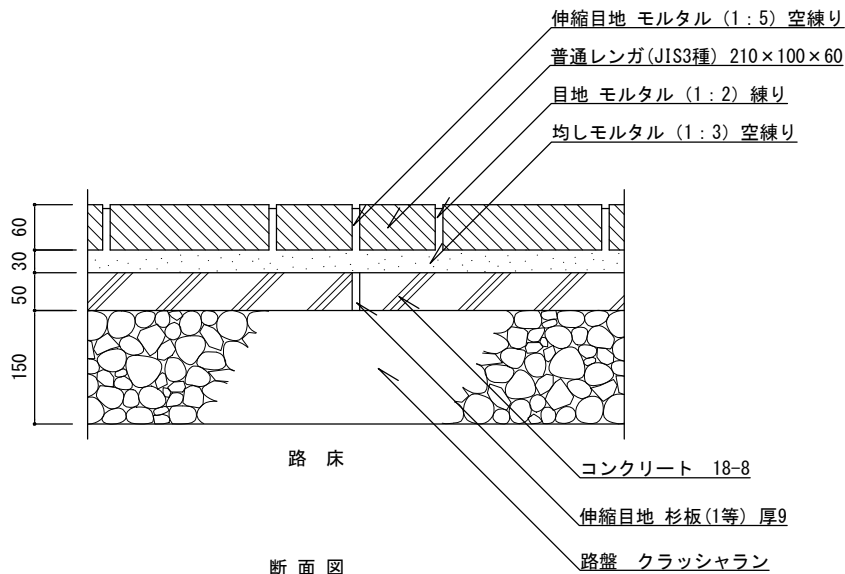 伸縮目地 モルタル (1:5) 空練り
普通レンガ(JIS3種) 210×100×60
目地 モルタル (1:2) 練り
均しモルタル (1:3) 空練り
60
30
50
150
路 床
コンクリート 18-8
伸縮目地 杉板(1等) 厚9
路盤 クラッシャラン
断面図